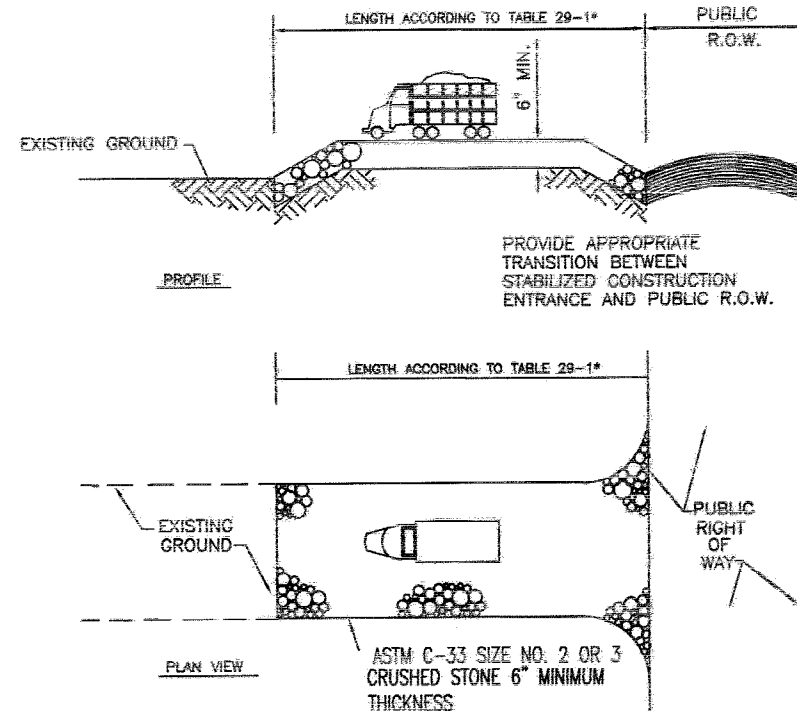 LENGTH ACCORDING TO TABLE 29-1*
PUBLIC
R.O.W.
6" MIN.
EXISTING GROUND
PROVIDE APPROPRIATE
TRANSITION BETWEEN
STABILIZED CONSTRUCTION
ENTRANCE AND PUBLIC R.O.W.
PROFILE
LENGTH ACCORDING TO TABLE 29-1*
EXISTING
GROUND
PUBLIC
RIGHT
OF
WAY
ASTM C-33 SIZE NO. 2 OR 3
CRUSHED STONE 6" MINIMUM
THICKNESS
PLAN VIEW